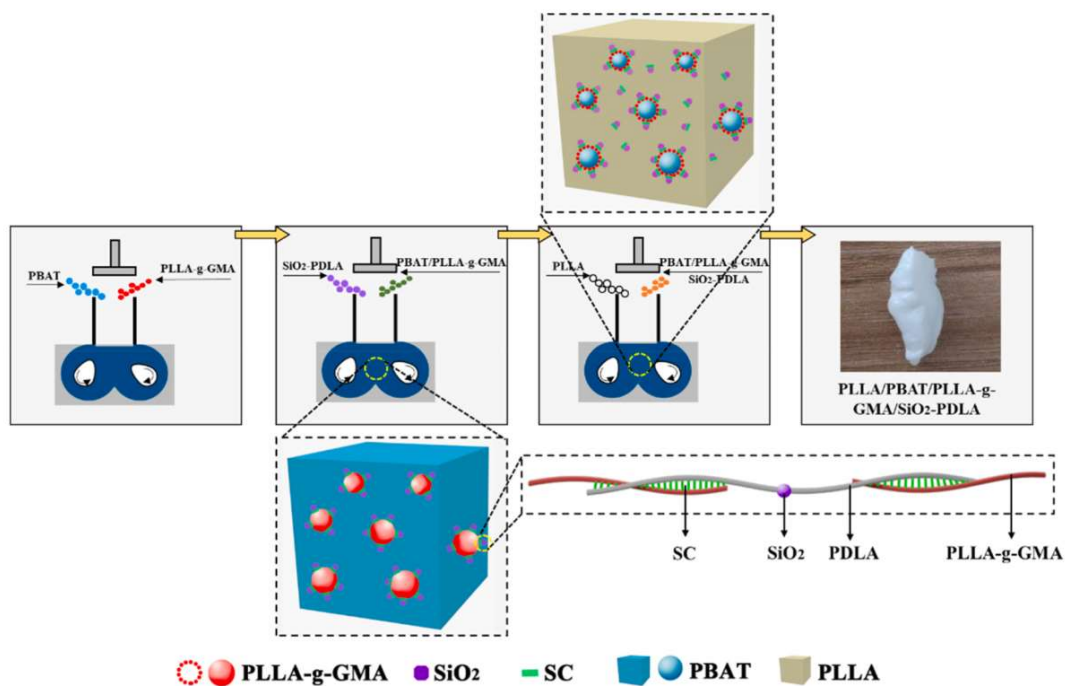 PBAT
PLLA-g-GMA
SiO₂-PDLA
PBAT/PLLA-g-GMA
PLLA
PBAT/PLLA-g-GMA
SiO₂-PDLA
PLLA/PBAT/PLLA-g-
GMA/SiO₂-PDLA
SC
SiO₂
PDLA
PLLA-g-GMA
PLLA-g-GMA
SiO₂
SC
PBAT
PLLA